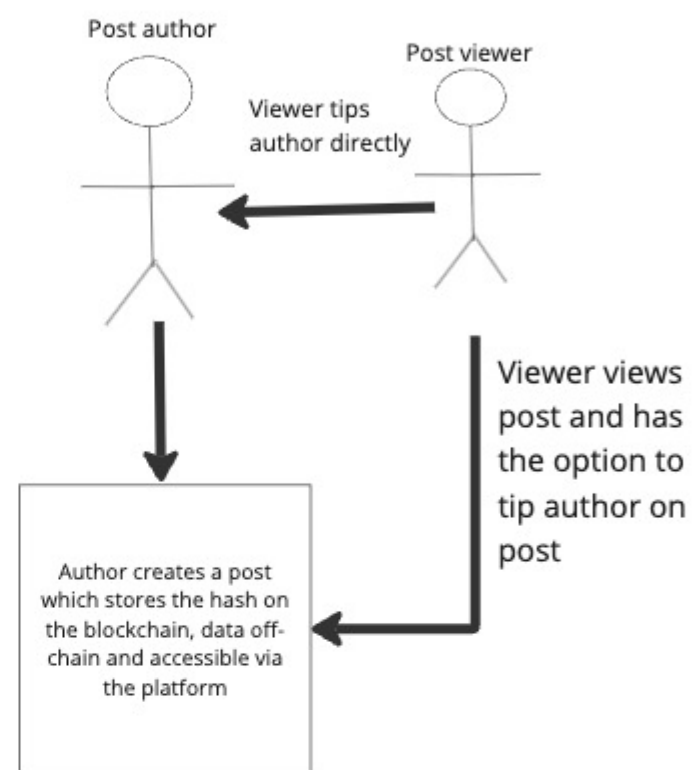 Post author
Post viewer
Viewer tips
author directly
Viewer views
post and has
the option to
tip author on
post
Author creates a post
which stores the hash on
the blockchain, data off-
chain and accessible via
the platform